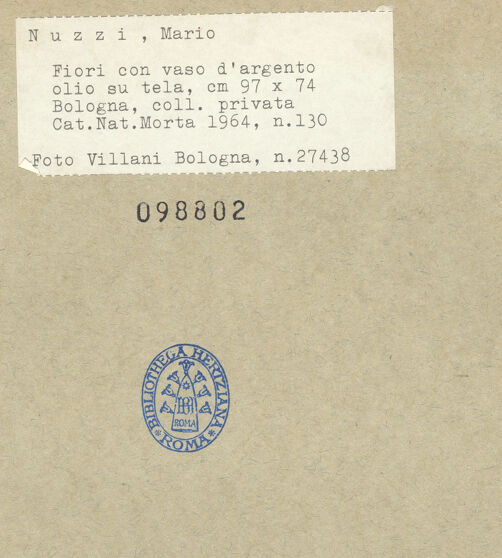 N u z z i , Mario
Fiori con vaso d'argento
olio su tela, cm 97 x 74
Bologna, coll. privata
Cat.Nat.Morta 1964, n.130
Foto Villani Bologna, n.27438
098802
BIBLIOTHECA HERTZIANA
ROMA
* ROMA *